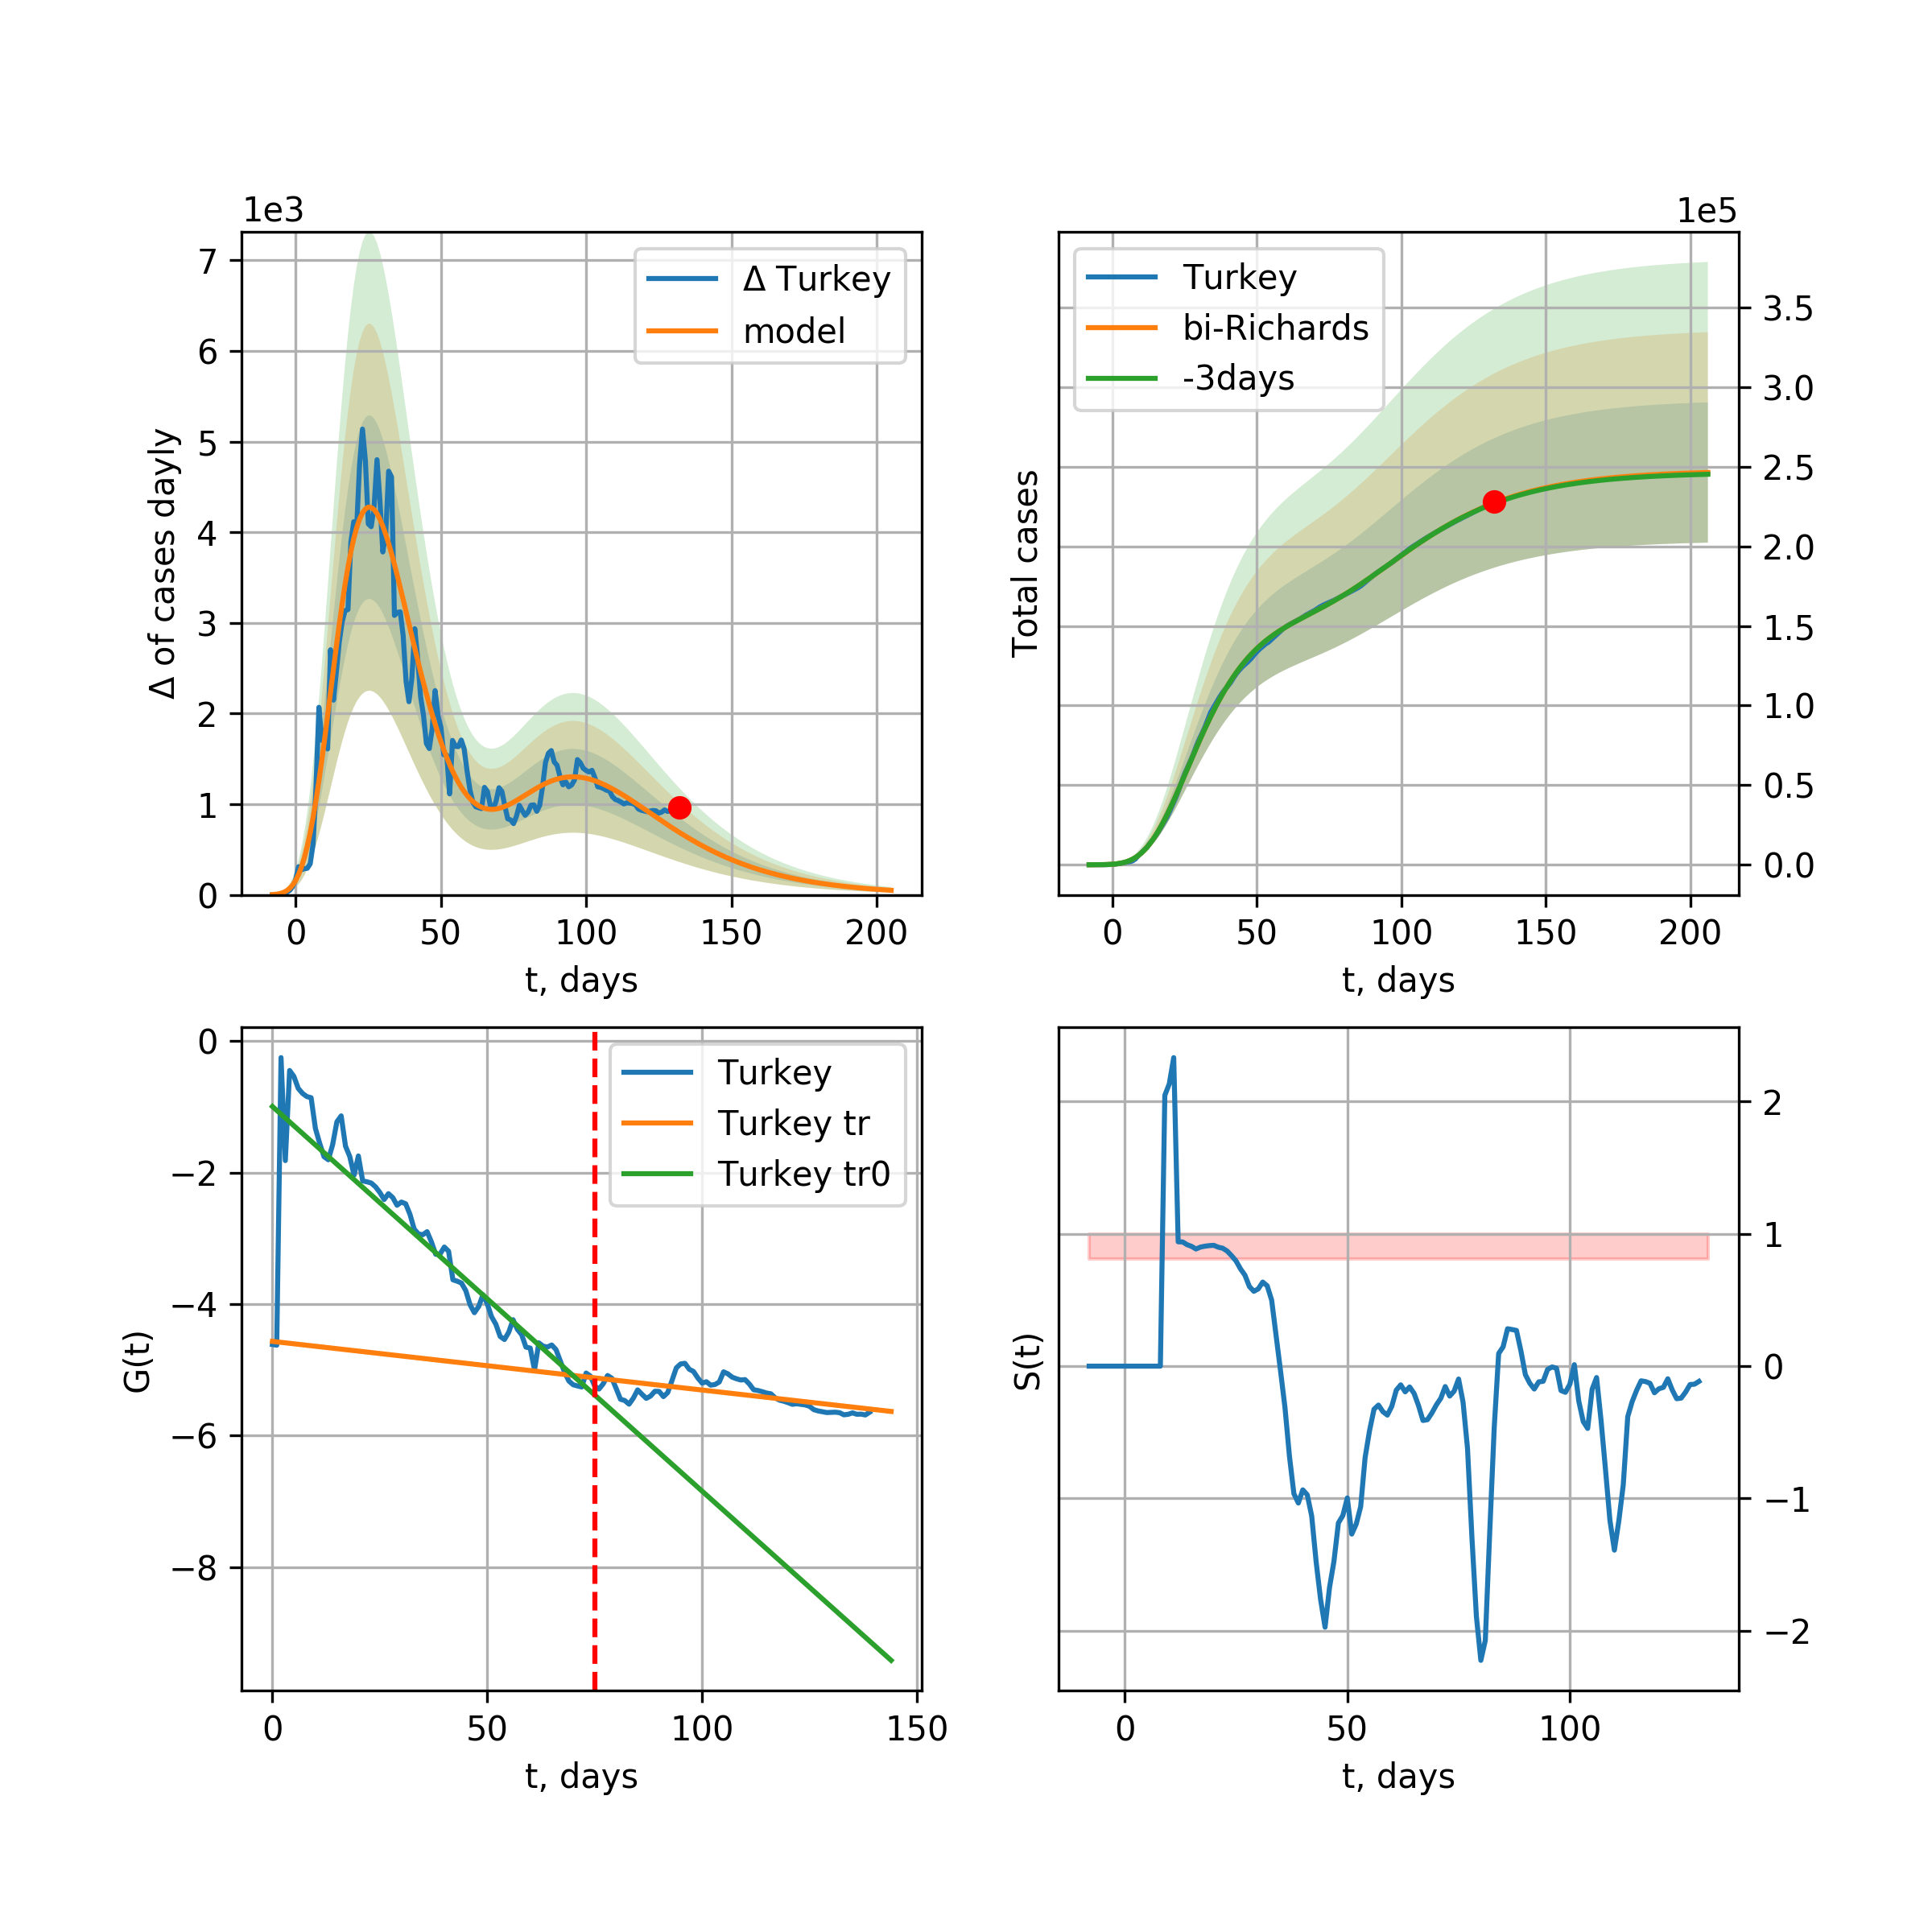 1e3
Δ of cases dayly
7
6
5
4
3
2
1
0
0 50 100 150 200
t, days
Δ Turkey
model
1e5
Total cases
3.5
3.0
2.5
2.0
1.5
1.0
0.5
0.0
0 50 100 150 200
t, days
Turkey
bi-Richards
-3days
G(t)
0
−2
−4
−6
−8
0 50 100 150
t, days
Turkey
Turkey tr
Turkey tr0
S(t)
2
1
0
−1
−2
0 50 100
t, days